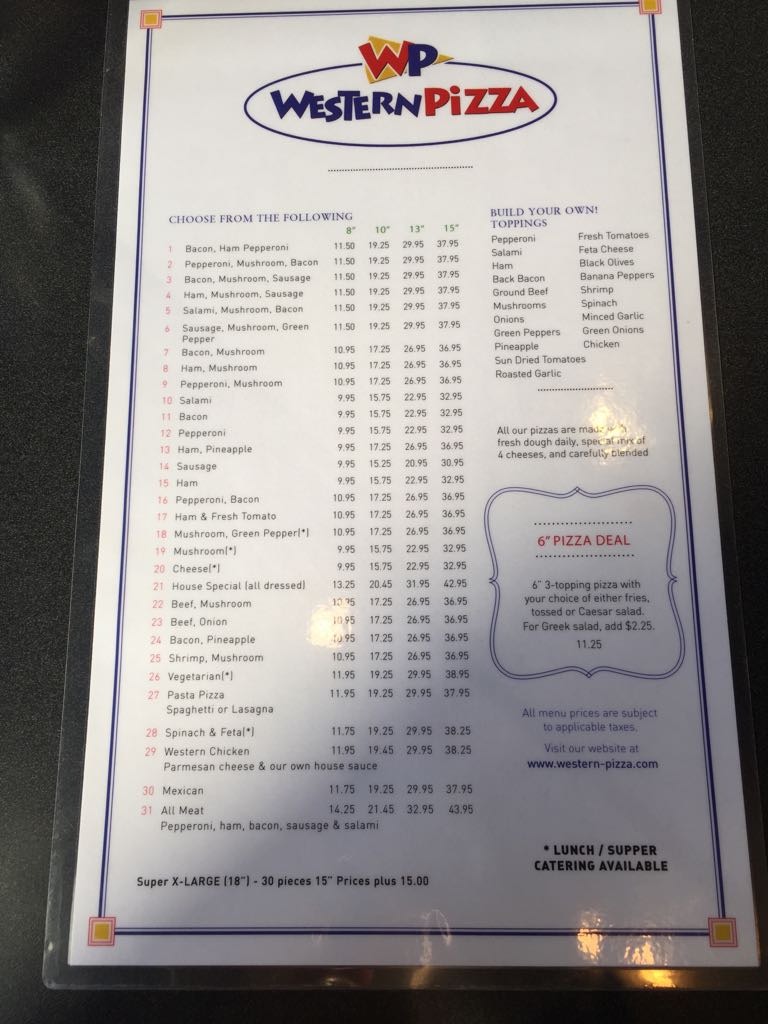 WP
WESTERN PIZZA
CHOOSE FROM THE FOLLOWING
8" 10" 13" 15"
1 Bacon, Ham Pepperoni 11.50 19.25 29.95 37.95
2 Pepperoni, Mushroom, Bacon 11.50 19.25 29.95 37.95
3 Bacon, Mushroom, Sausage 11.50 19.25 29.95 37.95
4 Ham, Mushroom, Sausage 11.50 19.25 29.95 37.95
5 Salami, Mushroom, Bacon 11.50 19.25 29.95 37.95
6 Sausage, Mushroom, Green 11.50 19.25 29.95 37.95
Pepper
7 Bacon, Mushroom 10.95 17.25 26.95 36.95
8 Ham, Mushroom 10.95 17.25 26.95 36.95
9 Pepperoni, Mushroom 10.95 17.25 26.95 36.95
10 Salami 9.95 15.75 22.95 32.95
11 Bacon 9.95 15.75 22.95 32.95
12 Pepperoni 9.95 15.75 22.95 32.95
13 Ham, Pineapple 9.95 17.25 26.95 36.95
14 Sausage 9.95 15.25 20.95 30.95
15 Ham 9.95 15.75 22.95 32.95
16 Pepperoni, Bacon 10.95 17.25 26.95 36.95
17 Ham & Fresh Tomato 10.95 17.25 26.95 36.95
18 Mushroom, Green Pepper(*) 10.95 17.25 26.95 36.95
19 Mushroom(*) 9.95 15.75 22.95 32.95
20 Cheese(*) 9.95 15.75 22.95 32.95
21 House Special (all dressed) 13.25 20.45 31.95 42.95
22 Beef, Mushroom 10.95 17.25 26.95 36.95
23 Beef, Onion 10.95 17.25 26.95 36.95
24 Bacon, Pineapple 10.95 17.25 26.95 36.95
25 Shrimp, Mushroom 10.95 17.25 26.95 36.95
26 Vegetarian(*) 11.95 19.25 29.95 38.95
27 Pasta Pizza 11.95 19.25 29.95 37.95
Spaghetti or Lasagna
28 Spinach & Feta(*) 11.75 19.25 29.95 38.25
29 Western Chicken 11.95 19.45 29.95 38.25
Parmesan cheese & our own house sauce
30 Mexican 11.75 19.25 29.95 37.95
31 All Meat 14.25 21.45 32.95 43.95
Pepperoni, ham, bacon, sausage & salami
Super X-LARGE (18") - 30 pieces 15" Prices plus 15.00
BUILD YOUR OWN!
TOPPINGS
Pepperoni Fresh Tomatoes
Salami Feta Cheese
Ham Black Olives
Back Bacon Banana Peppers
Ground Beef Shrimp
Mushrooms Spinach
Onions Minced Garlic
Green Peppers Green Onions
Pineapple Chicken
Sun Dried Tomatoes
Roasted Garlic
All our pizzas are made with
fresh dough daily, special mix of
4 cheeses, and carefully blended
6" PIZZA DEAL
6" 3-topping pizza with
your choice of either fries,
tossed or Caesar salad.
For Greek salad, add $2.25.
11.25
All menu prices are subject
to applicable taxes.
Visit our website at
www.western-pizza.com
* LUNCH / SUPPER
CATERING AVAILABLE